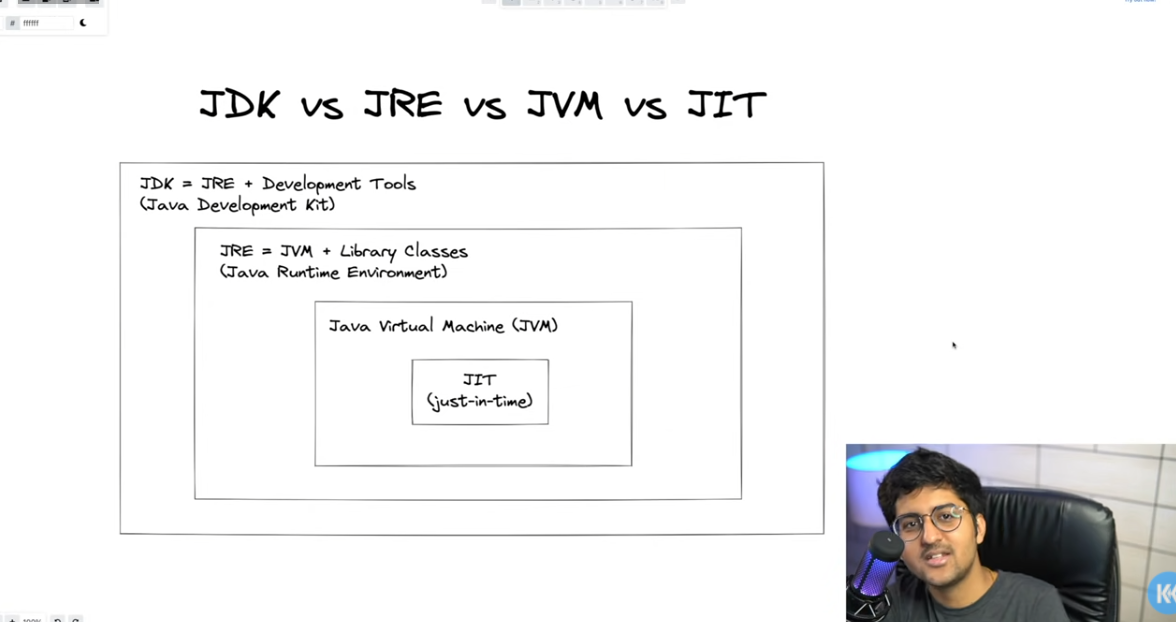 # ffffff
JDK vs JRE vs JVM vs JIT
JDK = JRE + Development Tools
(Java Development Kit)
JRE = JVM + Library Classes
(Java Runtime Environment)
Java Virtual Machine (JVM)
JIT
(just-in-time)